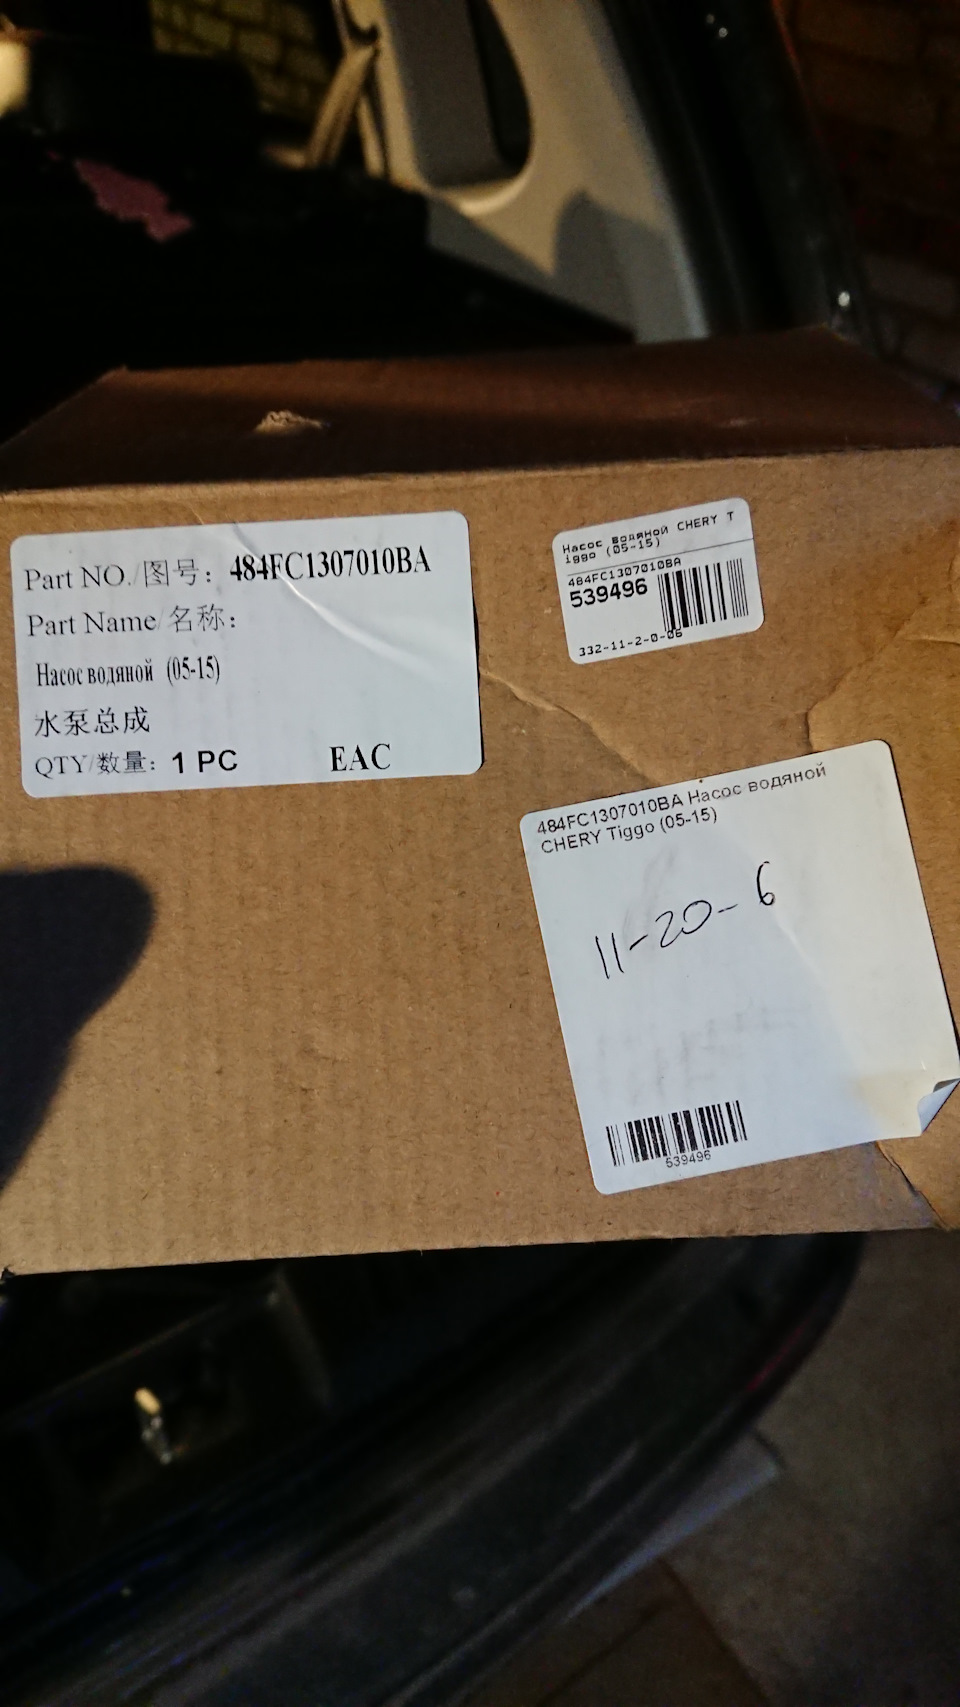 Part NO./图号: 484FC1307010BA
Part Name/名称:
Насос водяной (05-15)
水泵总成
QTY/数量: 1 PC EAC
Насос водяной CHERY T
iggo (05-15)
484FC1307010BA
539496
332-11-2-0-06
484FC1307010BA Насос водяной
CHERY Tiggo (05-15)
11-20-6
539496